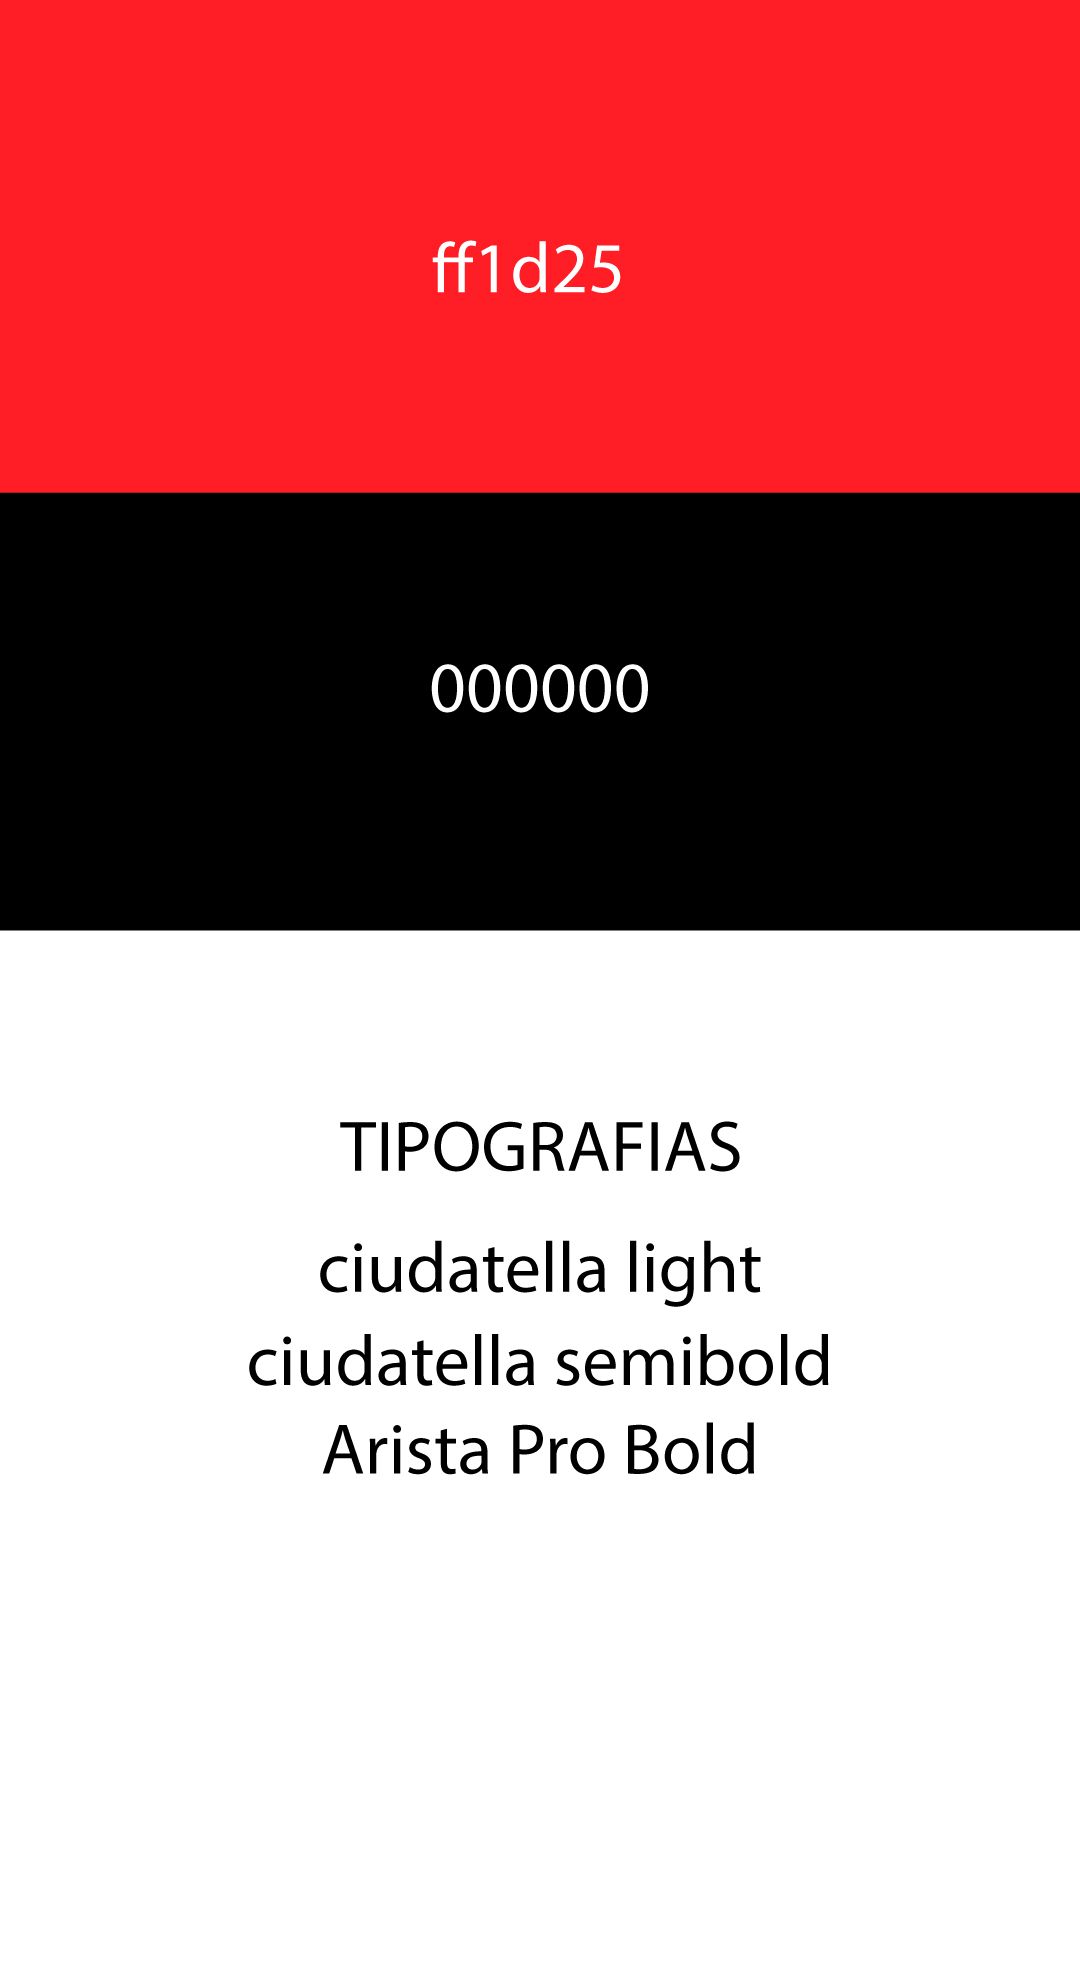 ff1d25
000000
TIPOGRAFIAS
ciudatella light
ciudatella semibold
Arista Pro Bold